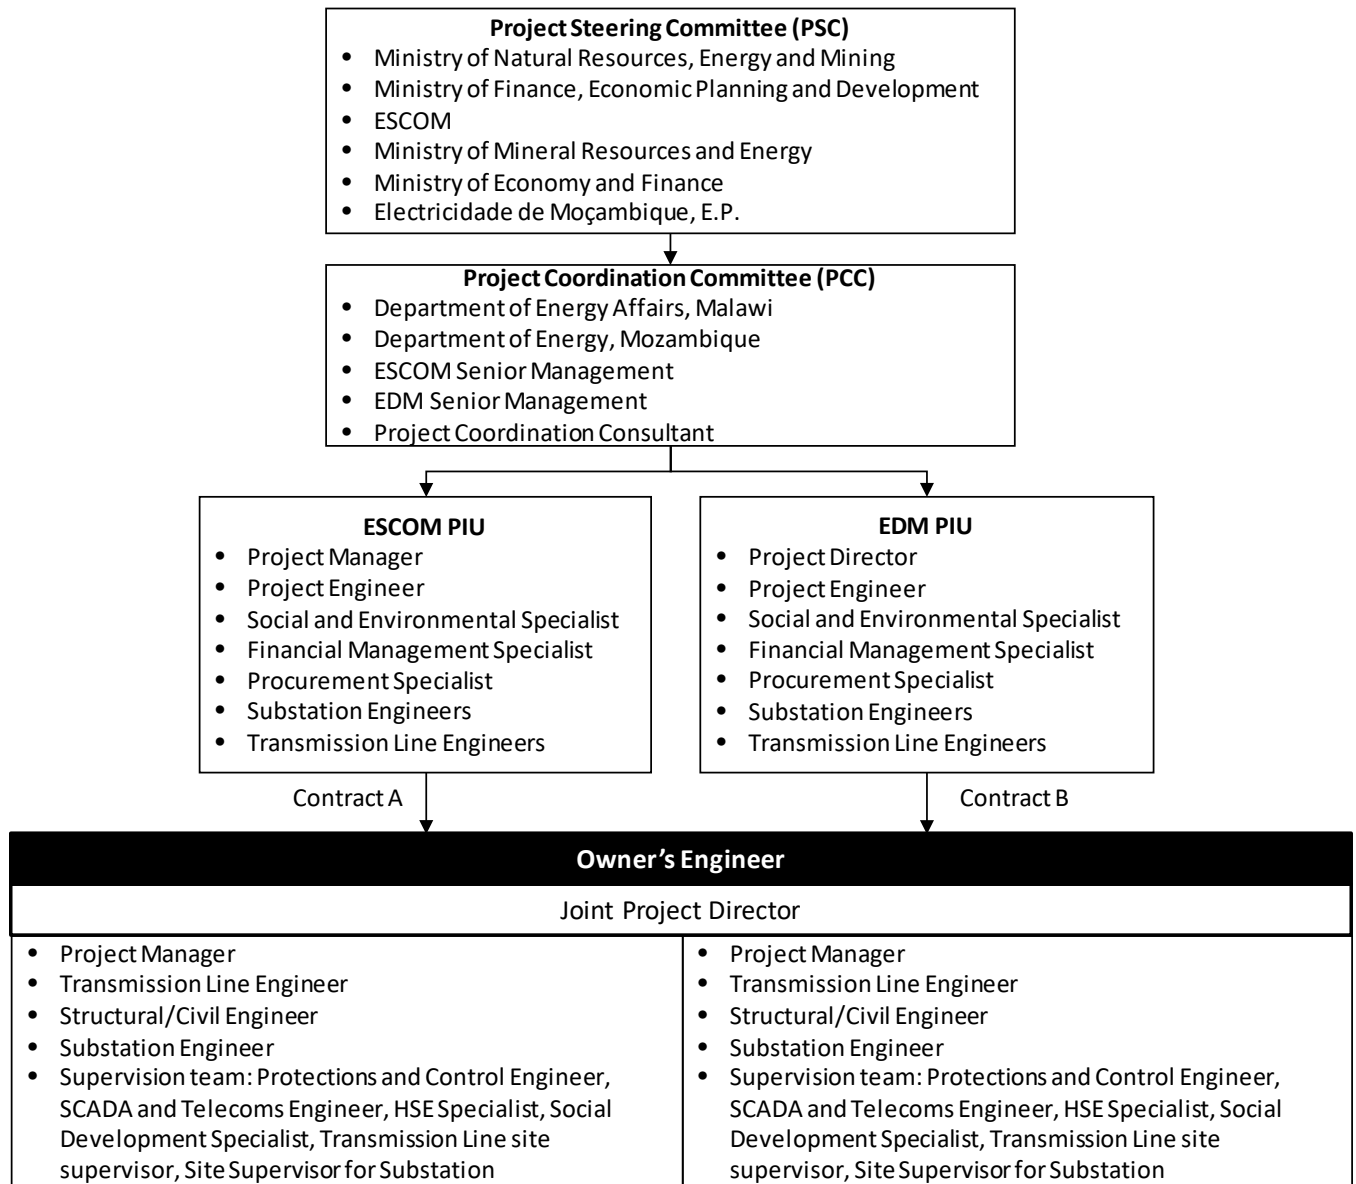 Project Steering Committee (PSC)
• Ministry of Natural Resources, Energy and Mining
• Ministry of Finance, Economic Planning and Development
• ESCOM
• Ministry of Mineral Resources and Energy
• Ministry of Economy and Finance
• Electricidade de Moçambique, E.P.
Project Coordination Committee (PCC)
• Department of Energy Affairs, Malawi
• Department of Energy, Mozambique
• ESCOM Senior Management
• EDM Senior Management
• Project Coordination Consultant
ESCOM PIU
• Project Manager
• Project Engineer
• Social and Environmental Specialist
• Financial Management Specialist
• Procurement Specialist
• Substation Engineers
• Transmission Line Engineers
EDM PIU
• Project Director
• Project Engineer
• Social and Environmental Specialist
• Financial Management Specialist
• Procurement Specialist
• Substation Engineers
• Transmission Line Engineers
Contract A
Contract B
Owner’s Engineer
Joint Project Director
• Project Manager
• Transmission Line Engineer
• Structural/Civil Engineer
• Substation Engineer
• Supervision team: Protections and Control Engineer,
SCADA and Telecoms Engineer, HSE Specialist, Social
Development Specialist, Transmission Line site
supervisor, Site Supervisor for Substation
• Project Manager
• Transmission Line Engineer
• Structural/Civil Engineer
• Substation Engineer
• Supervision team: Protections and Control Engineer,
SCADA and Telecoms Engineer, HSE Specialist, Social
Development Specialist, Transmission Line site
supervisor, Site Supervisor for Substation